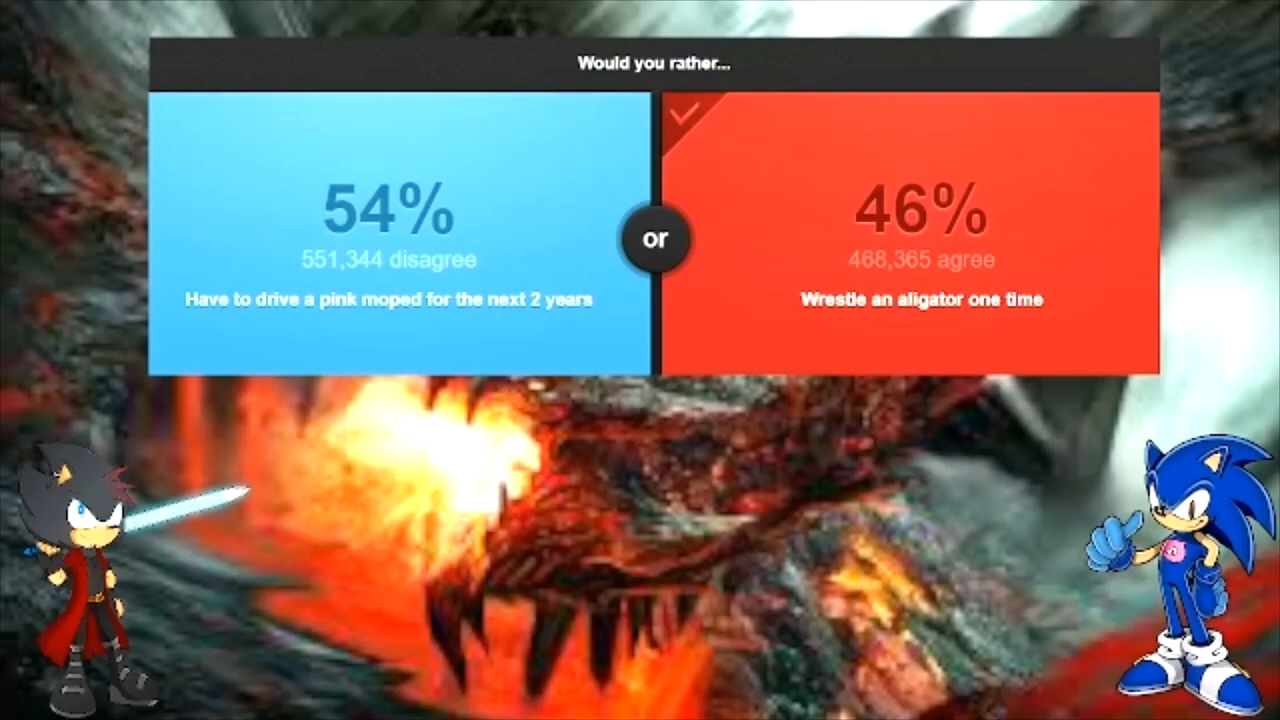 Would you rather...
54%
551,344 disagree
Have to drive a pink moped for the next 2 years
or
46%
468,365 agree
Wrestle an aligator one time